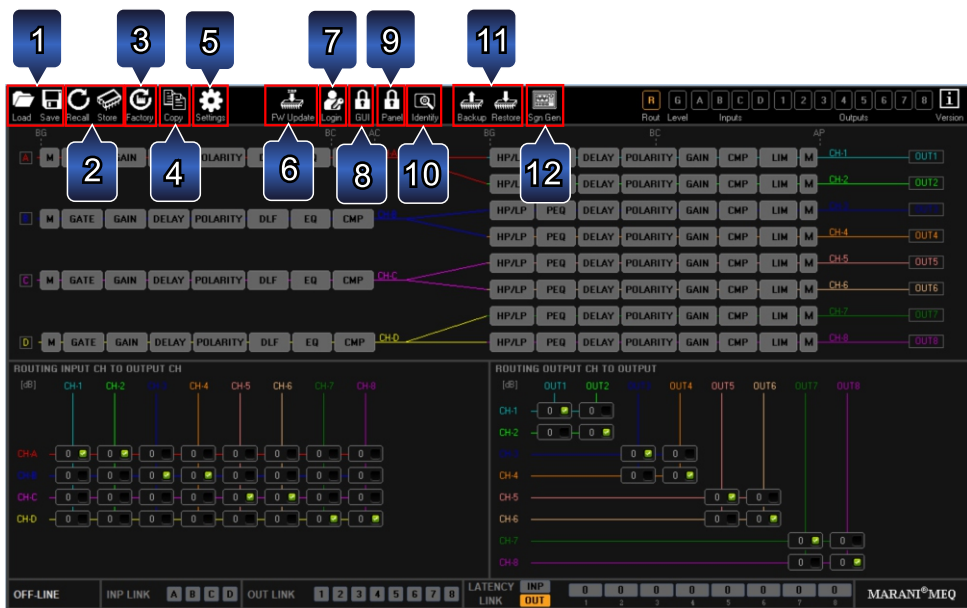 1 3 5 7 9 11
Load Save Recall Store Factory Copy Settings FW Update Login GUI Panel Identify Backup Restore Sgn Gen R G A B C D 1 2 3 4 5 6 7 8 i
Rout Level Inputs Outputs Version
BG BC AC BG BC AP
2 4 6 8 10 12
A M GAIN POLARITY HP/LP DELAY POLARITY GAIN CMP LIM M CH-1 OUT1
DELAY POLARITY GAIN CMP LIM M CH-2 OUT2
M GATE GAIN DELAY POLARITY DLF EQ CMP HP/LP PEQ DELAY POLARITY GAIN CMP LIM M
HP/LP PEQ DELAY POLARITY GAIN CMP LIM M CH-4 OUT4
HP/LP PEQ DELAY POLARITY GAIN CMP LIM M CH-5 OUT5
C M GATE GAIN DELAY POLARITY DLF EQ CMP CH-C
HP/LP PEQ DELAY POLARITY GAIN CMP LIM M CH-6 OUT6
HP/LP PEQ DELAY POLARITY GAIN CMP LIM M CH-7 OUT7
D M GATE GAIN DELAY POLARITY DLF EQ CMP CH-D HP/LP PEQ DELAY POLARITY GAIN CMP LIM M CH-8 OUT8
ROUTING INPUT CH TO OUTPUT CH
[dB] CH-1 CH-2 CH-3 CH-4 CH-5 CH-6 CH-7 CH-8
CH-A 0 0 0 0 0 0 0 0
CH-B 0 0 0 0 0 0 0 0
CH-C 0 0 0 0 0 0 0 0
CH-D 0 0 0 0 0 0 0 0
ROUTING OUTPUT CH TO OUTPUT
[dB] OUT1 OUT2 OUT3 OUT4 OUT5 OUT6 OUT7 OUT8
CH-1 0 0
CH-2 0 0
CH-3 0 0
CH-4 0 0
CH-5 0 0
CH-6 0 0
CH-7 0 0
CH-8 0 0
OFF-LINE INP LINK A B C D OUT LINK 1 2 3 4 5 6 7 8
LATENCY LINK INP OUT
0 0 0 0 0 0 0 0
1 2 3 4 5 6 7 8
MARANI® MEQ